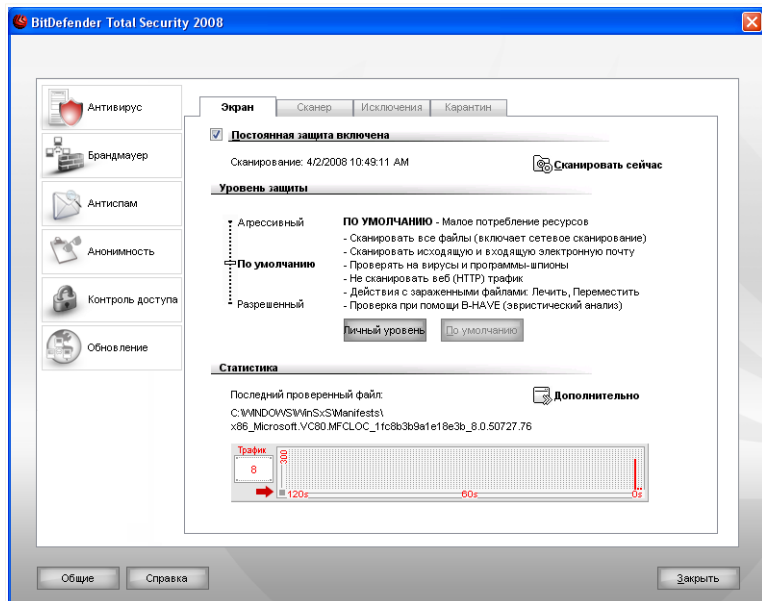 BitDefender Total Security 2008
Антивирус
Брандмауер
Антиспам
Анонимность
Контроль доступа
Обновление
Экран
Сканер
Исключения
Карантин
Постоянная защита включена
Сканирование: 4/2/2008 10:49:11 AM
Сканировать сейчас
Уровень защиты
Агрессивный
По умолчанию
Разрешенный
ПО УМОЛЧАНИЮ - Малое потребление ресурсов
- Сканировать все файлы (включает сетевое сканирование)
- Сканировать исходящую и входящую электронную почту
- Проверять на вирусы и программы-шпионы
- Не сканировать веб (HTTP) трафик
- Действия с зараженными файлами: Лечить, Переместить
- Проверка при помощи B-HAVE (эвристический анализ)
Личный уровень
По умолчанию
Статистика
Последний проверенный файл:
Дополнительно
C:\WINDOWS\WinSxS\Manifests\
x86_Microsoft.VC80.MFCLOC_1fc8b3b9a1e18e3b_8.0.50727.76
Трафик
8
300
120s
60s
0s
Общие
Справка
Закрыть